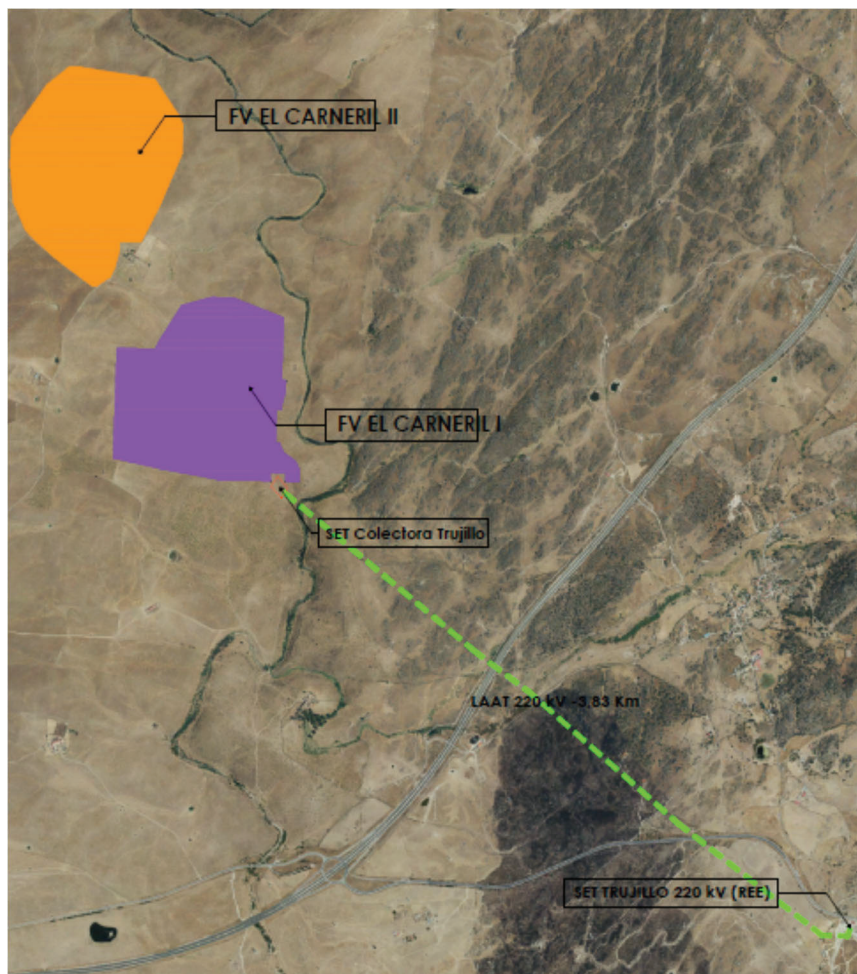 FV EL CARNERIL II
FV EL CARNERIL I
SET Colectora Trujillo
LAAT 220 kV -3,83 Km
SET TRUJILLO 220 kV (REE)